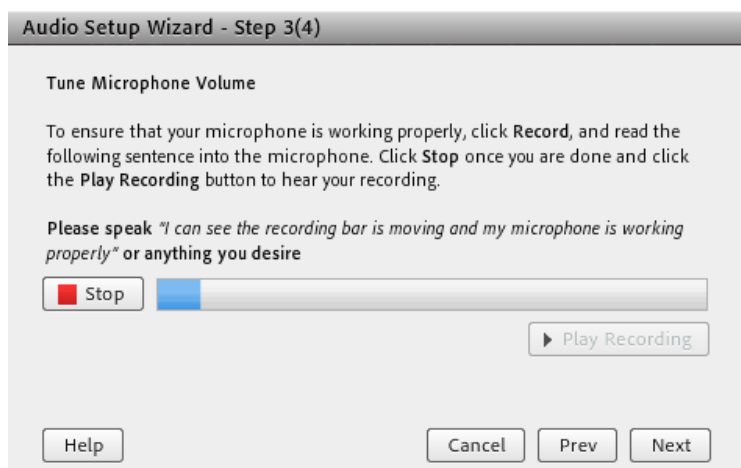 Audio Setup Wizard - Step 3(4)
Tune Microphone Volume
To ensure that your microphone is working properly, click Record, and read the
following sentence into the microphone. Click Stop once you are done and click
the Play Recording button to hear your recording.
Please speak "I can see the recording bar is moving and my microphone is working
properly" or anything you desire
Stop
Play Recording
Help Cancel Prev Next